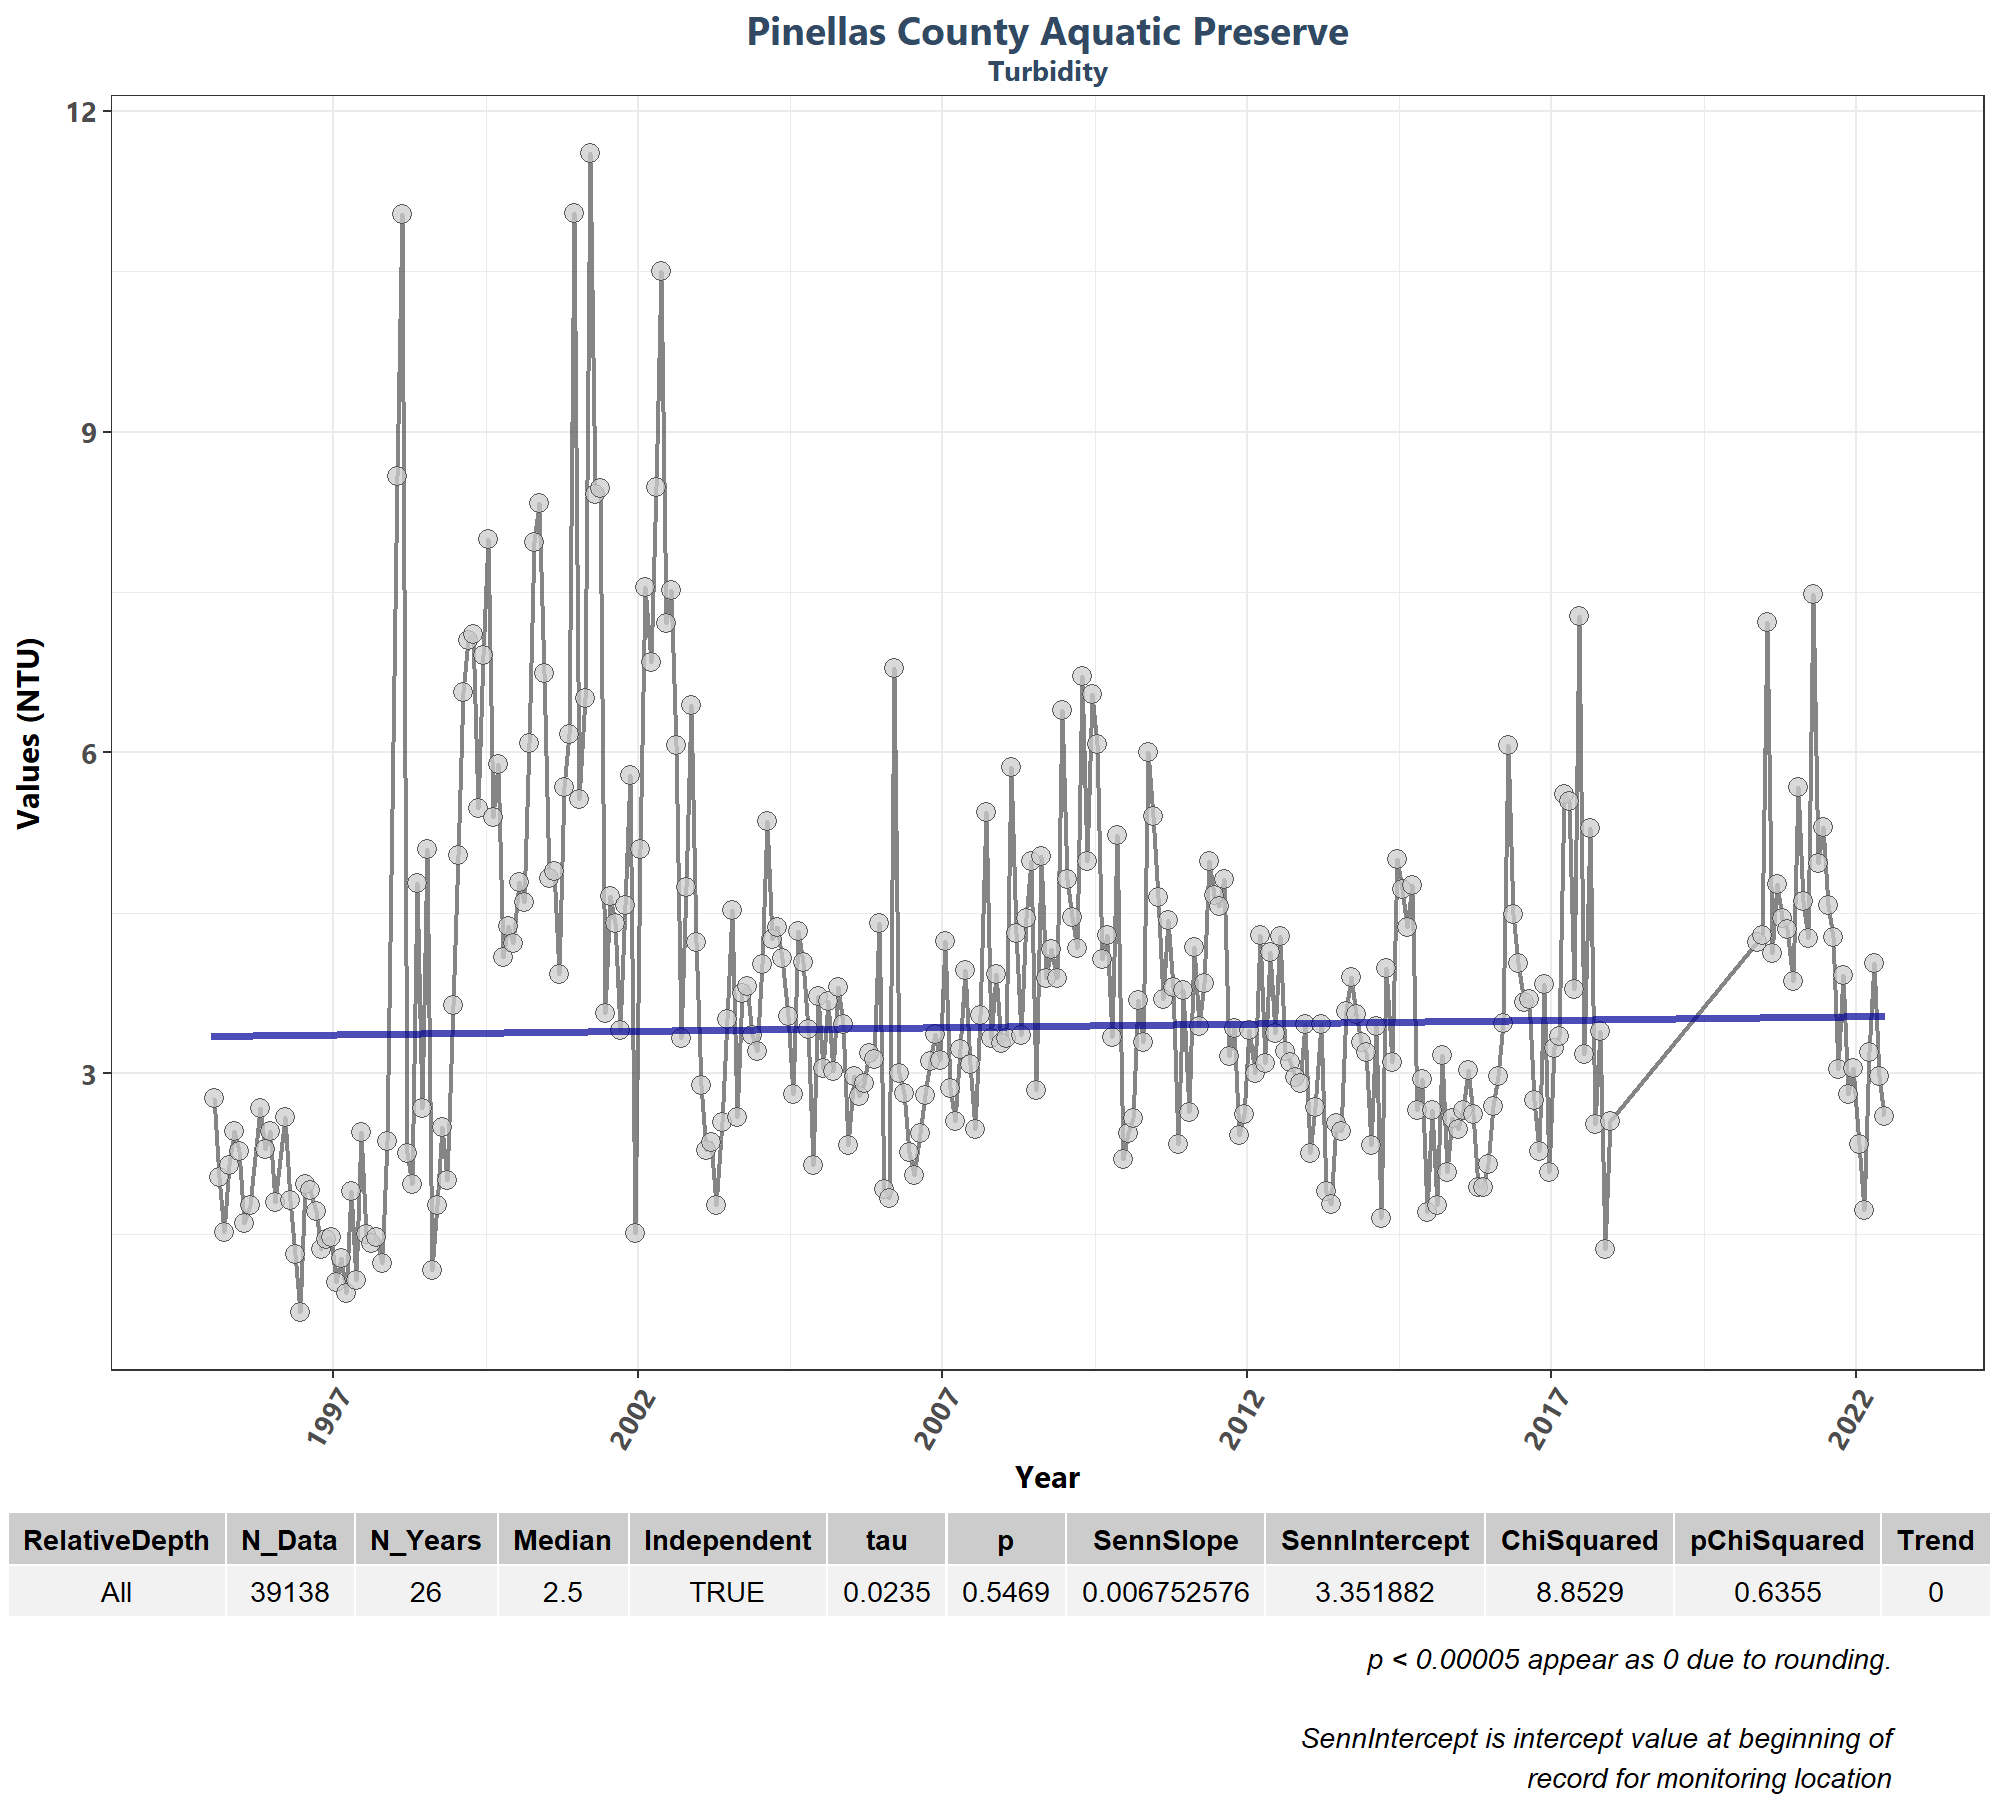 Pinellas County Aquatic Preserve
Turbidity
12
9
6
3
Values (NTU)
1997
2002
2007
2012
2017
2022
Year
RelativeDepth N_Data N_Years Median Independent tau p SennSlope SennIntercept ChiSquared pChiSquared Trend
All 39138 26 2.5 TRUE 0.0235 0.5469 0.006752576 3.351882 8.8529 0.6355 0
p < 0.00005 appear as 0 due to rounding.
SennIntercept is intercept value at beginning of
record for monitoring location